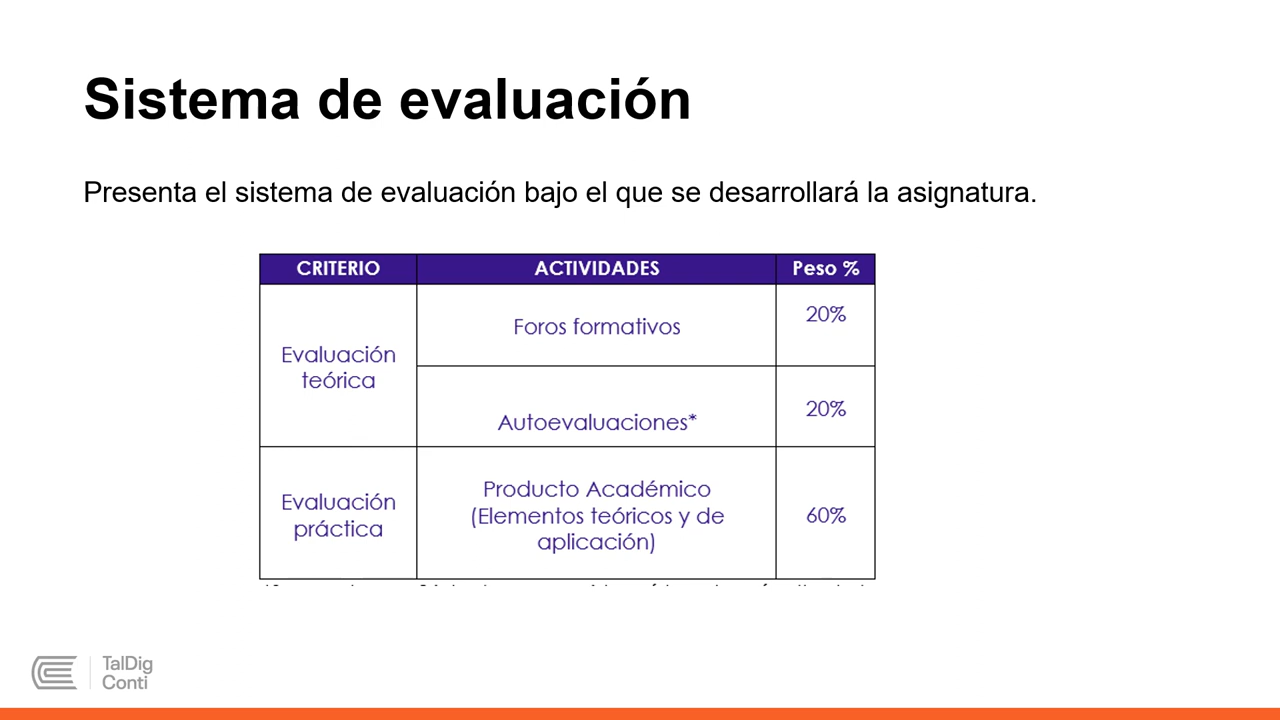 Sistema de evaluación
Presenta el sistema de evaluación bajo el que se desarrollará la asignatura.
CRITERIO ACTIVIDADES Peso %
Evaluación
teórica
Foros formativos
20%
Autoevaluaciones*
20%
Evaluación
práctica
Producto Académico
(Elementos teóricos y de
aplicación)
60%
TalDig
Conti